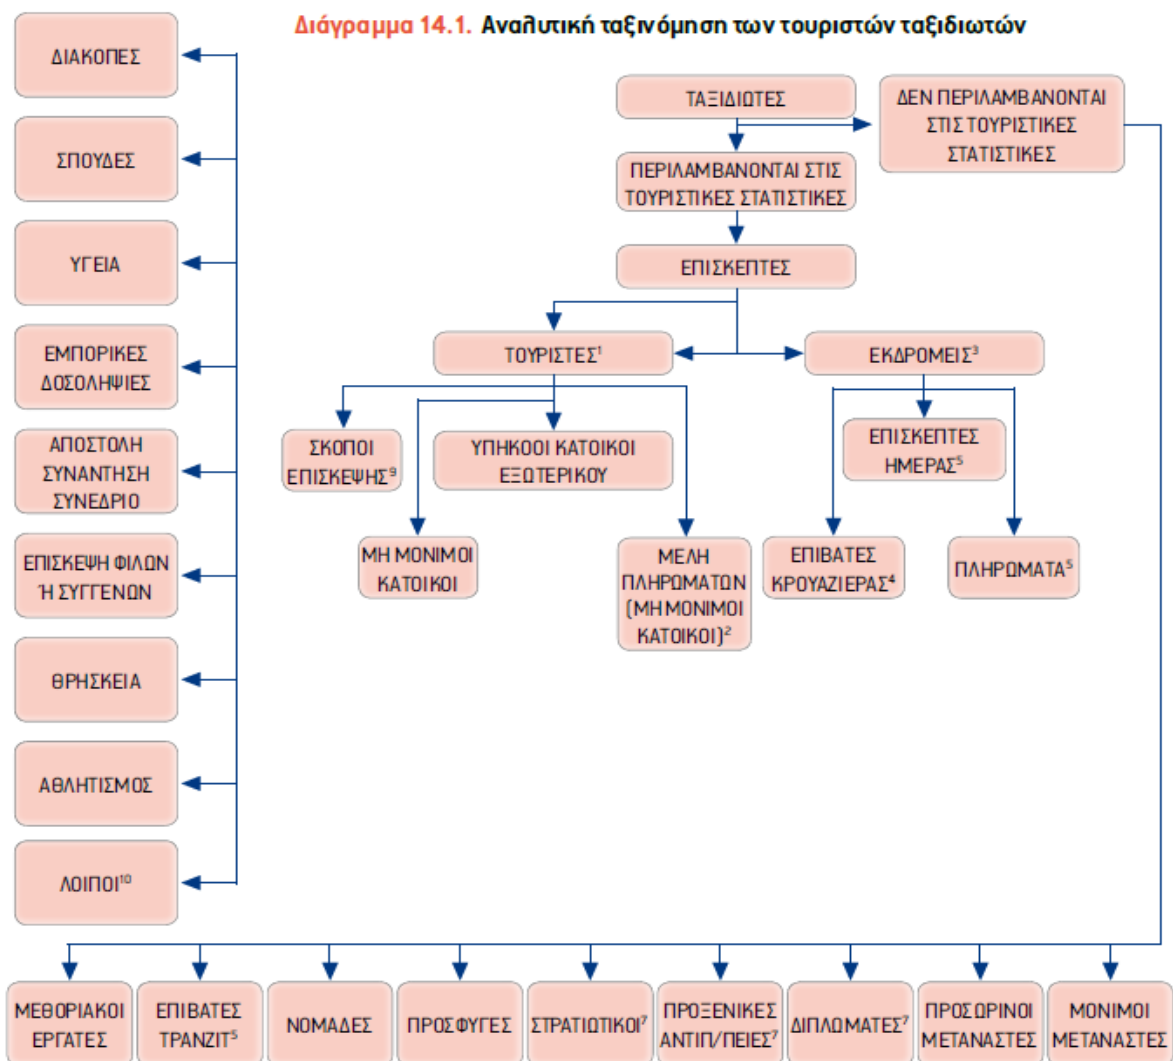 Διάγραμμα 14.1. Αναλυτική ταξινόμηση των τουριστών ταξιδιωτών
ΔΙΑΚΟΠΕΣ
ΣΠΟΥΔΕΣ
ΥΓΕΙΑ
ΕΜΠΟΡΙΚΕΣ
ΔΟΣΟΛΗΨΙΕΣ
ΑΠΟΣΤΟΛΗ
ΣΥΝΑΝΤΗΣΗ
ΣΥΝΕΔΡΙΟ
ΕΠΙΣΚΕΨΗ ΦΙΛΩΝ
Ή ΣΥΓΓΕΝΩΝ
ΘΡΗΣΚΕΙΑ
ΑΘΛΗΤΙΣΜΟΣ
ΛΟΙΠΟΙ¹⁰
ΤΑΞΙΔΙΩΤΕΣ
ΔΕΝ ΠΕΡΙΛΑΜΒΑΝΟΝΤΑΙ
ΣΤΙΣ ΤΟΥΡΙΣΤΙΚΕΣ
ΣΤΑΤΙΣΤΙΚΕΣ
ΠΕΡΙΛΑΜΒΑΝΟΝΤΑΙ ΣΤΙΣ
ΤΟΥΡΙΣΤΙΚΕΣ ΣΤΑΤΙΣΤΙΚΕΣ
ΕΠΙΣΚΕΠΤΕΣ
ΤΟΥΡΙΣΤΕΣ¹
ΕΚΔΡΟΜΕΙΣ³
ΣΚΟΠΟΙ
ΕΠΙΣΚΕΨΗΣ⁹
ΥΠΗΚΟΟΙ ΚΑΤΟΙΚΟΙ
ΕΞΩΤΕΡΙΚΟΥ
ΕΠΙΣΚΕΠΤΕΣ
ΗΜΕΡΑΣ⁵
ΜΗ ΜΟΝΙΜΟΙ
ΚΑΤΟΙΚΟΙ
ΜΕΛΗ
ΠΛΗΡΩΜΑΤΩΝ
(ΜΗ ΜΟΝΙΜΟΙ
ΚΑΤΟΙΚΟΙ)²
ΕΠΙΒΑΤΕΣ
ΚΡΟΥΑΖΙΕΡΑΣ⁴
ΠΛΗΡΩΜΑΤΑ⁵
ΜΕΘΟΡΙΑΚΟΙ
ΕΡΓΑΤΕΣ
ΕΠΙΒΑΤΕΣ
ΤΡΑΝΖΙΤ⁵
ΝΟΜΑΔΕΣ
ΠΡΟΣΦΥΓΕΣ
ΣΤΡΑΤΙΩΤΙΚΟΙ⁷
ΠΡΟΞΕΝΙΚΕΣ
ΑΝΤΙΠ/ΠΕΙΕΣ⁷
ΔΙΠΛΩΜΑΤΕΣ⁷
ΠΡΟΣΩΡΙΝΟΙ
ΜΕΤΑΝΑΣΤΕΣ
ΜΟΝΙΜΟΙ
ΜΕΤΑΝΑΣΤΕΣ